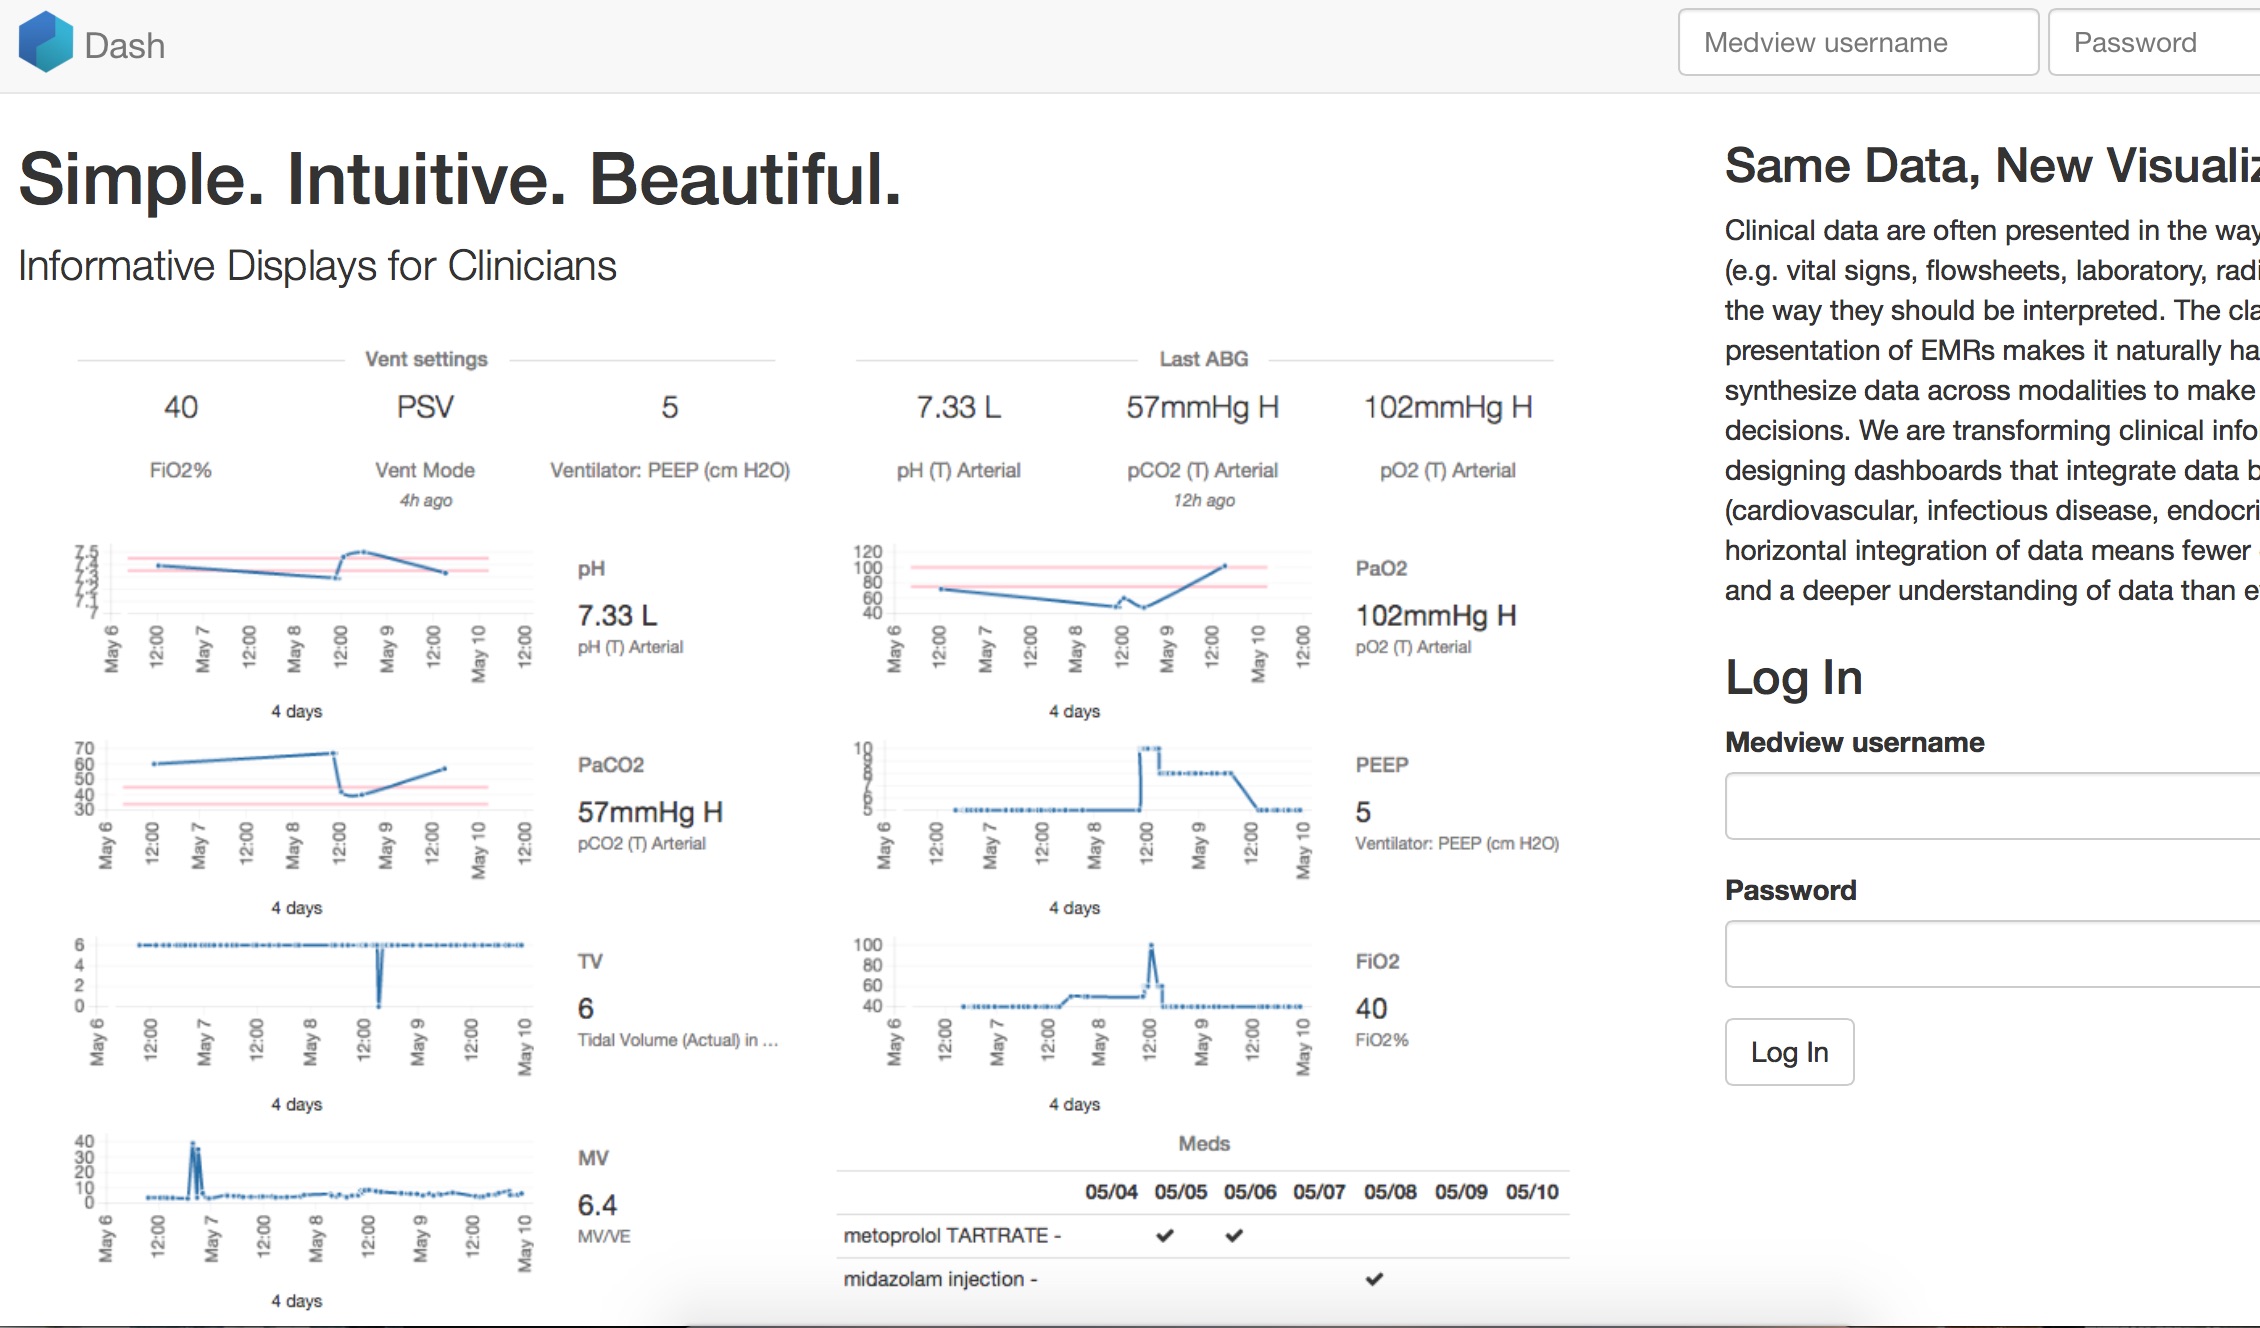 Dash
Medview username
Password
Simple. Intuitive. Beautiful.
Informative Displays for Clinicians
Vent settings
40
PSV
5
FiO2%
Vent Mode
Ventilator: PEEP (cm H2O)
4h ago
Last ABG
7.33 L
57mmHg H
102mmHg H
pH (T) Arterial
pCO2 (T) Arterial
pO2 (T) Arterial
12h ago
7.5
7.4
7.3
7.2
7.1
7
May 6
12:00
May 7
12:00
May 8
12:00
May 9
12:00
May 10
12:00
4 days
pH
7.33 L
pH (T) Arterial
120
100
80
60
40
May 6
12:00
May 7
12:00
May 8
12:00
May 9
12:00
May 10
12:00
4 days
PaO2
102mmHg H
pO2 (T) Arterial
70
60
50
40
30
May 6
12:00
May 7
12:00
May 8
12:00
May 9
12:00
May 10
12:00
4 days
PaCO2
57mmHg H
pCO2 (T) Arterial
10
9
8
7
6
5
May 6
12:00
May 7
12:00
May 8
12:00
May 9
12:00
May 10
4 days
PEEP
5
Ventilator: PEEP (cm H2O)
6
4
2
0
May 6
12:00
May 7
12:00
May 8
12:00
May 9
12:00
May 10
4 days
TV
6
Tidal Volume (Actual) in ...
100
80
60
40
May 6
12:00
May 7
12:00
May 8
12:00
May 9
12:00
May 10
4 days
FiO2
40
FiO2%
40
30
20
10
0
May 6
12:00
May 7
12:00
May 8
12:00
May 9
12:00
May 10
4 days
MV
6.4
MV/VE
Meds
05/04 05/05 05/06 05/07 05/08 05/09 05/10
metoprolol TARTRATE - ✔ ✔
midazolam injection - ✔
Same Data, New
Clinical data are often presented in the way
(e.g. vital signs, flowsheets, laboratory,
the way they should be interpreted. The
presentation of EMRs makes it naturally
synthesize data across modalities to make
decisions. We are transforming clinical
designing dashboards that integrate data
(cardiovascular, infectious disease,
horizontal integration of data means fewer
and a deeper understanding of data than
Log In
Medview username
Password
Log In